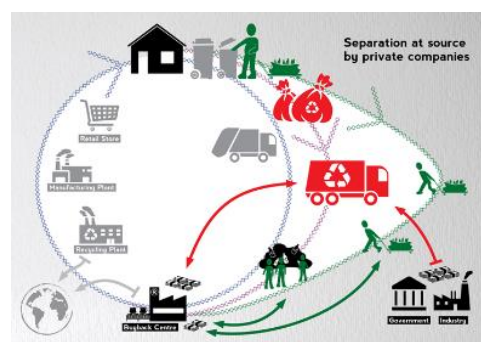 Separation at source
by private companies
Retail Store
Manufacturing Plant
Recycling Plant
Buyback Centre
Government
Industry